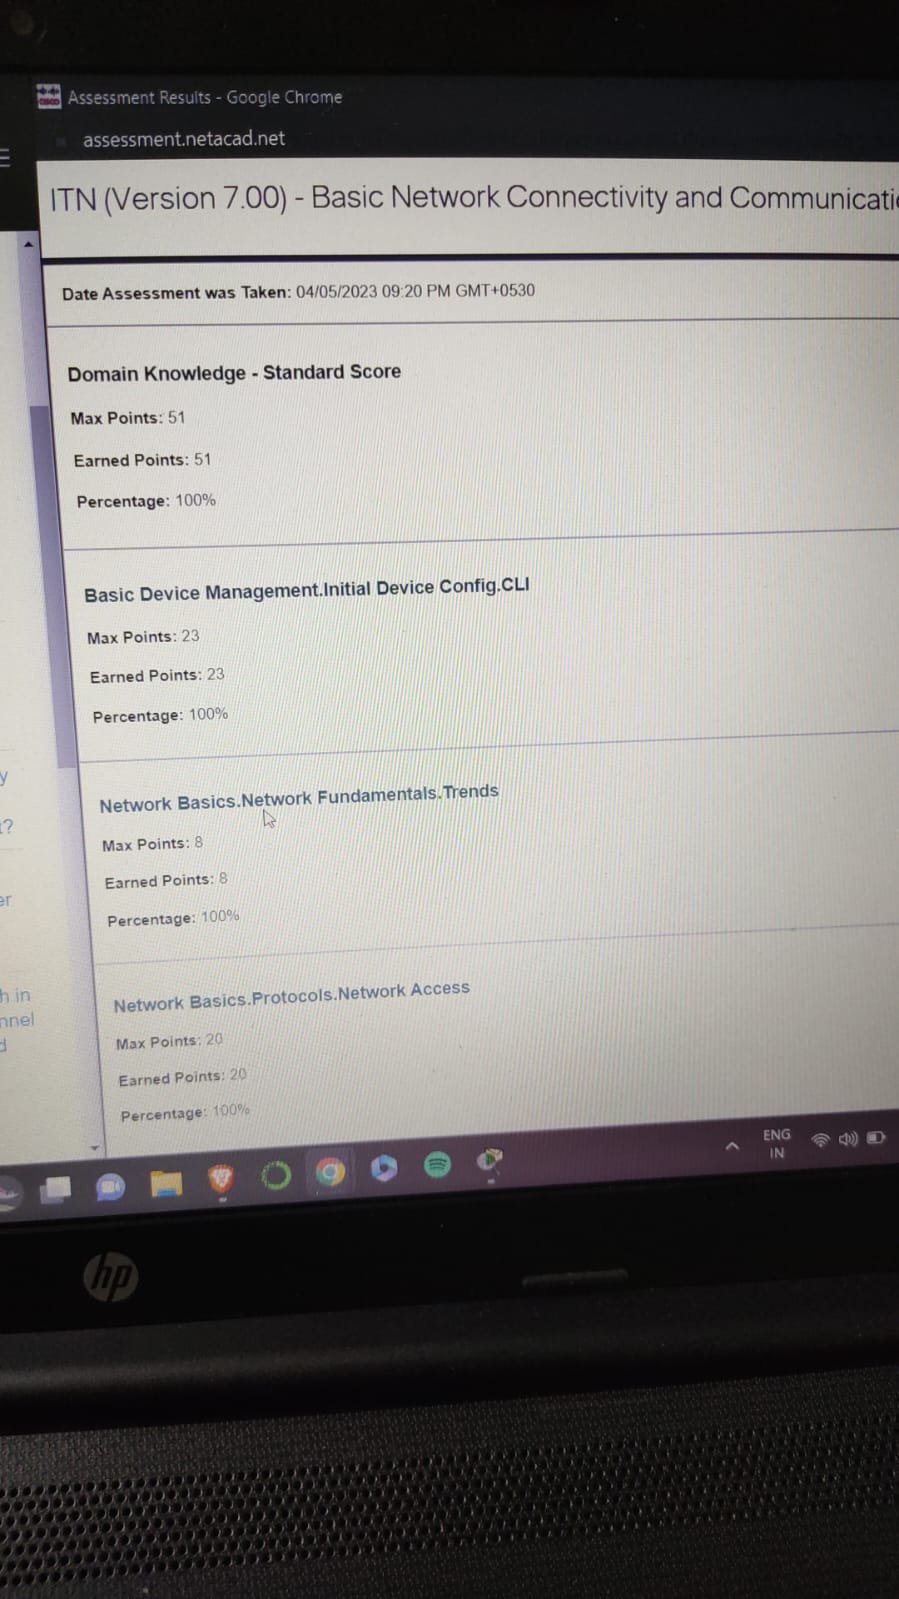 CISCO
Assessment Results - Google Chrome
assessment.netacad.net
ITN (Version 7.00) - Basic Network Connectivity and Communicati
Date Assessment was Taken: 04/05/2023 09:20 PM GMT+0530
Domain Knowledge - Standard Score
Max Points: 51
Earned Points: 51
Percentage: 100%
Basic Device Management.Initial Device Config.CLI
Max Points: 23
Earned Points: 23
Percentage: 100%
Network Basics.Network Fundamentals.Trends
Max Points: 8
Earned Points: 8
Percentage: 100%
Network Basics.Protocols.Network Access
Max Points: 20
Earned Points: 20
Percentage: 100%
y
?
er
h in
nnel
d
ENG
IN
hp